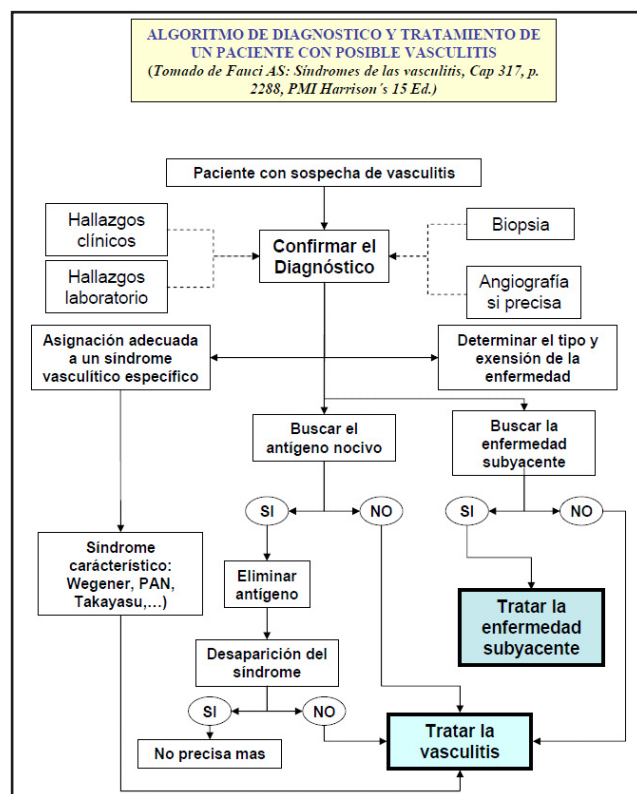 ALGORITMO DE DIAGNOSTICO Y TRATAMIENTO DE
UN PACIENTE CON POSIBLE VASCULITIS
(Tomado de Fauci AS: Síndromes de las vasculitis, Cap 317, p.
2288, PMI Harrison´s 15 Ed.)
Paciente con sospecha de vasculitis
Hallazgos
clínicos
Hallazgos
laboratorio
Confirmar el
Diagnóstico
Biopsia
Angiografía
si precisa
Asignación adecuada
a un síndrome
vasculítico específico
Determinar el tipo y
exensión de la
enfermedad
Buscar el
antígeno nocivo
Buscar la
enfermedad
subyacente
SI
NO
SI
NO
Síndrome
carácterístico:
Wegener, PAN,
Takayasu,...)
Eliminar
antígeno
Tratar la
enfermedad
subyacente
Desaparición del
síndrome
SI
NO
No precisa mas
Tratar la
vasculitis